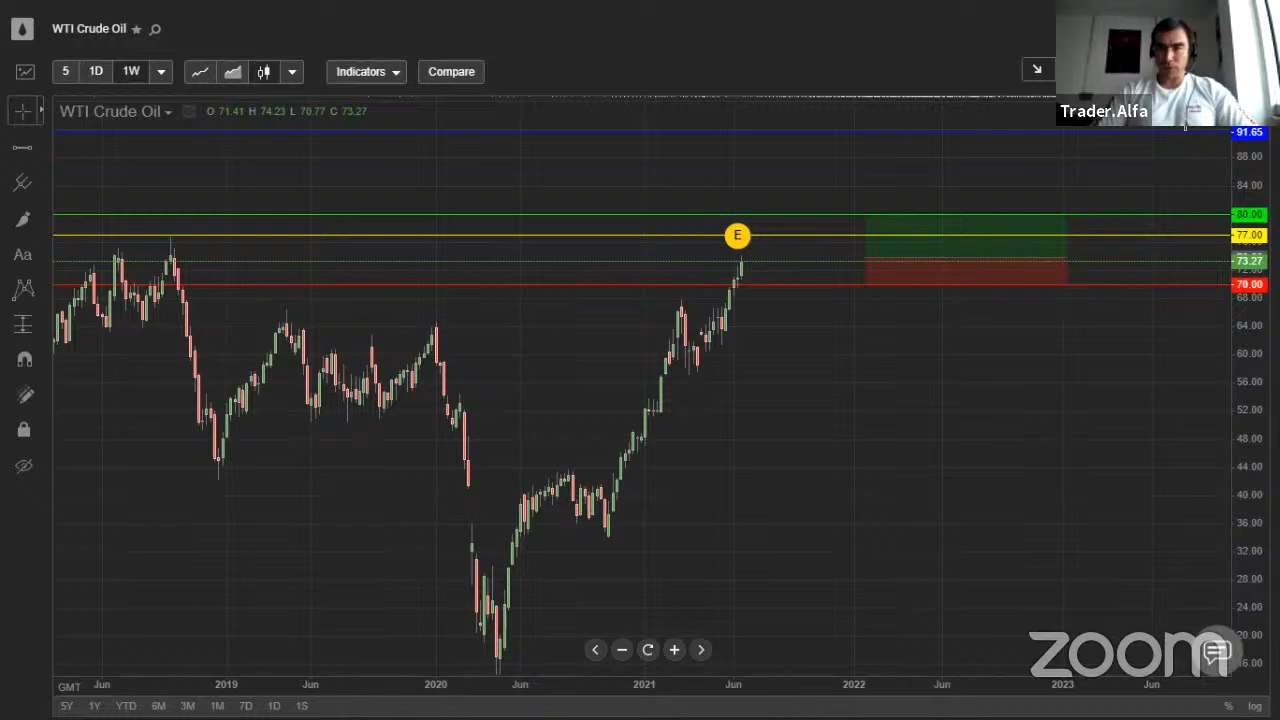 WTI Crude Oil
5 1D 1W Indicators Compare
Trader.Alfa
WTI Crude Oil O 71.41 H 74.23 L 70.77 C 73.27
91.65
88.00
84.00
80.00
E 77.00
73.27
72.00
70.00
68.00
64.00
60.00
56.00
52.00
48.00
44.00
40.00
36.00
32.00
28.00
24.00
20.00
16.00
Aa
zoom
GMT Jun 2019 Jun 2020 Jun 2021 Jun 2022 Jun 2023 Jun
5Y 1Y YTD 6M 3M 1M 7D 1D 1S % log